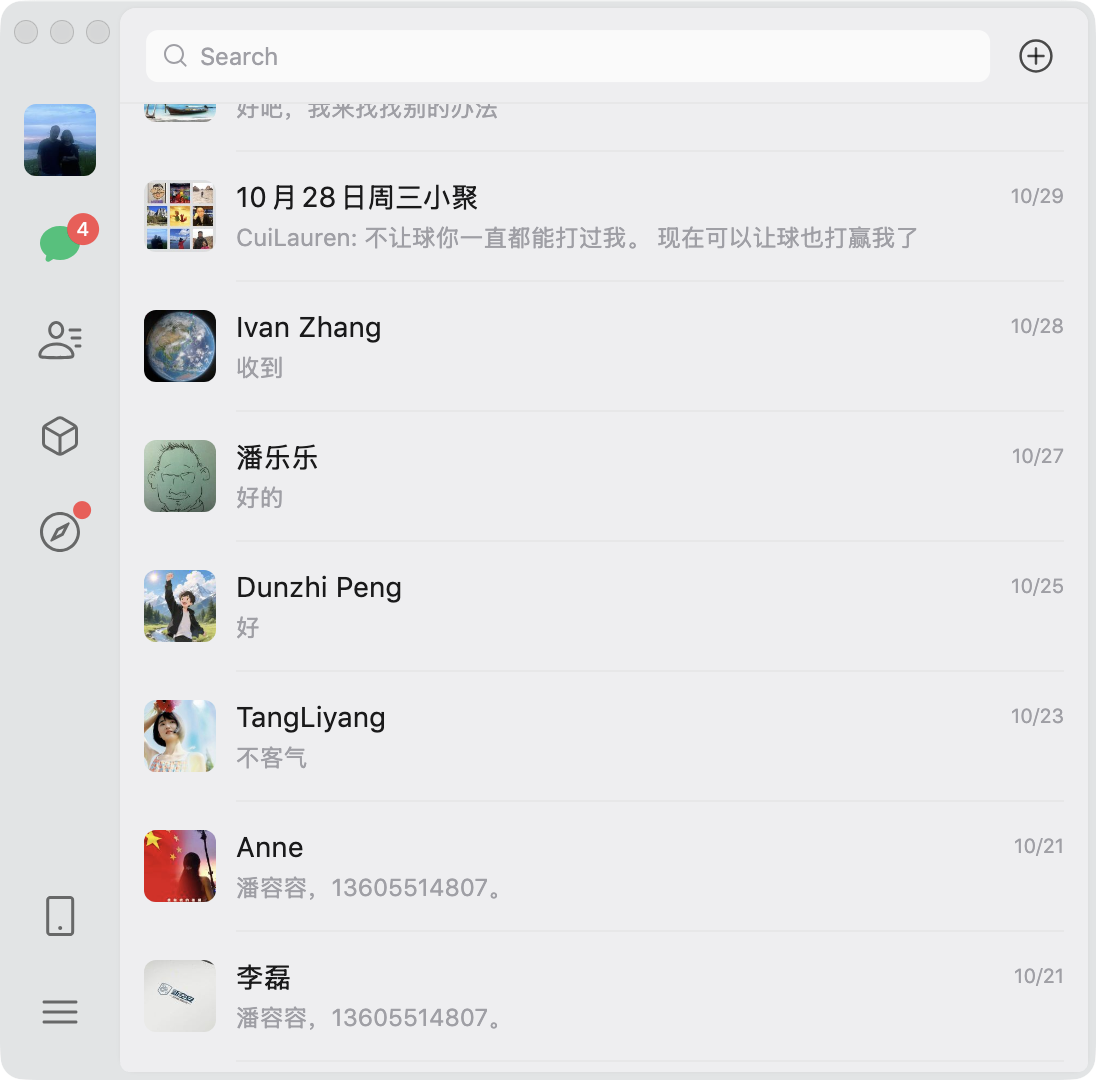 Search
4
好吧，我来找找别的办法
10月28日周三小聚
10/29
CuiLauren: 不让球你一直都能打过我。 现在可以让球也打赢我了
Ivan Zhang
10/28
收到
潘乐乐
10/27
好的
Dunzhi Peng
10/25
好
TangLiyang
10/23
不客气
Anne
10/21
潘容容，13605514807。
李磊
10/21
潘容容，13605514807。